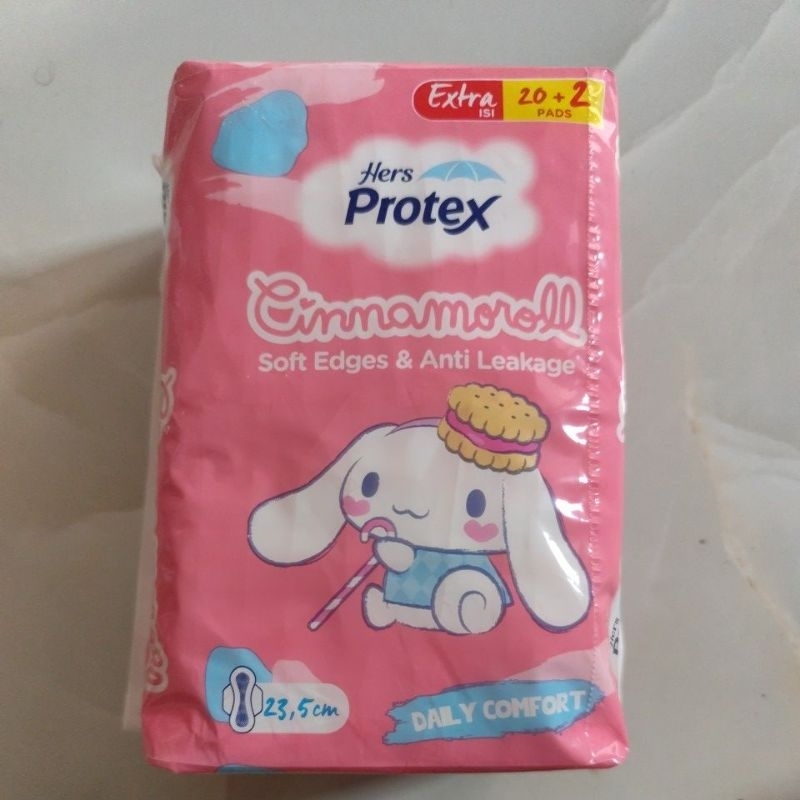 Extra
ISI
20 + 2
PADS
Hers
Protex
Cinnamoroll
Soft Edges & Anti Leakage
23,5cm
DAILY COMFORT